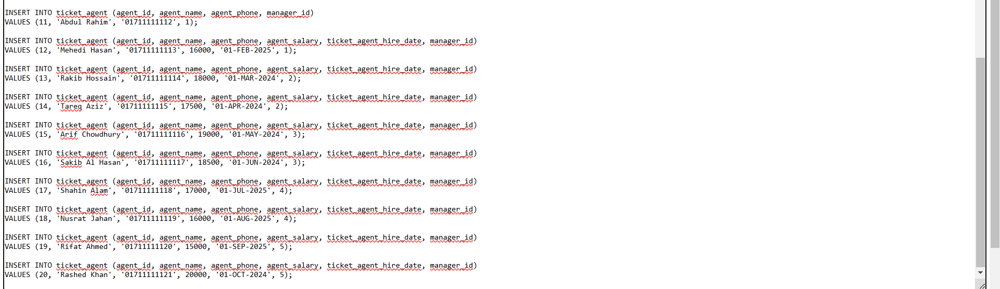 INSERT INTO ticket_agent (agent_id, agent_name, agent_phone, manager_id)
VALUES (11, 'Abdul Rahim', '01711111112', 1);
INSERT INTO ticket_agent (agent_id, agent_name, agent_phone, agent_salary, ticket_agent_hire_date, manager_id)
VALUES (12, 'Mehedi Hasan', '01711111113', 16000, '01-FEB-2025', 1);
INSERT INTO ticket_agent (agent_id, agent_name, agent_phone, agent_salary, ticket_agent_hire_date, manager_id)
VALUES (13, 'Rakib Hossain', '01711111114', 18000, '01-MAR-2024', 2);
INSERT INTO ticket_agent (agent_id, agent_name, agent_phone, agent_salary, ticket_agent_hire_date, manager_id)
VALUES (14, 'Tareq Aziz', '01711111115', 17500, '01-APR-2024', 2);
INSERT INTO ticket_agent (agent_id, agent_name, agent_phone, agent_salary, ticket_agent_hire_date, manager_id)
VALUES (15, 'Arif Chowdhury', '01711111116', 19000, '01-MAY-2024', 3);
INSERT INTO ticket_agent (agent_id, agent_name, agent_phone, agent_salary, ticket_agent_hire_date, manager_id)
VALUES (16, 'Sakib Al Hasan', '01711111117', 18500, '01-JUN-2024', 3);
INSERT INTO ticket_agent (agent_id, agent_name, agent_phone, agent_salary, ticket_agent_hire_date, manager_id)
VALUES (17, 'Shahin Alam', '01711111118', 17000, '01-JUL-2025', 4);
INSERT INTO ticket_agent (agent_id, agent_name, agent_phone, agent_salary, ticket_agent_hire_date, manager_id)
VALUES (18, 'Nusrat Jahan', '01711111119', 16000, '01-AUG-2025', 4);
INSERT INTO ticket_agent (agent_id, agent_name, agent_phone, agent_salary, ticket_agent_hire_date, manager_id)
VALUES (19, 'Rifat Ahmed', '01711111120', 15000, '01-SEP-2025', 5);
INSERT INTO ticket_agent (agent_id, agent_name, agent_phone, agent_salary, ticket_agent_hire_date, manager_id)
VALUES (20, 'Rashed Khan', '01711111121', 20000, '01-OCT-2024', 5);